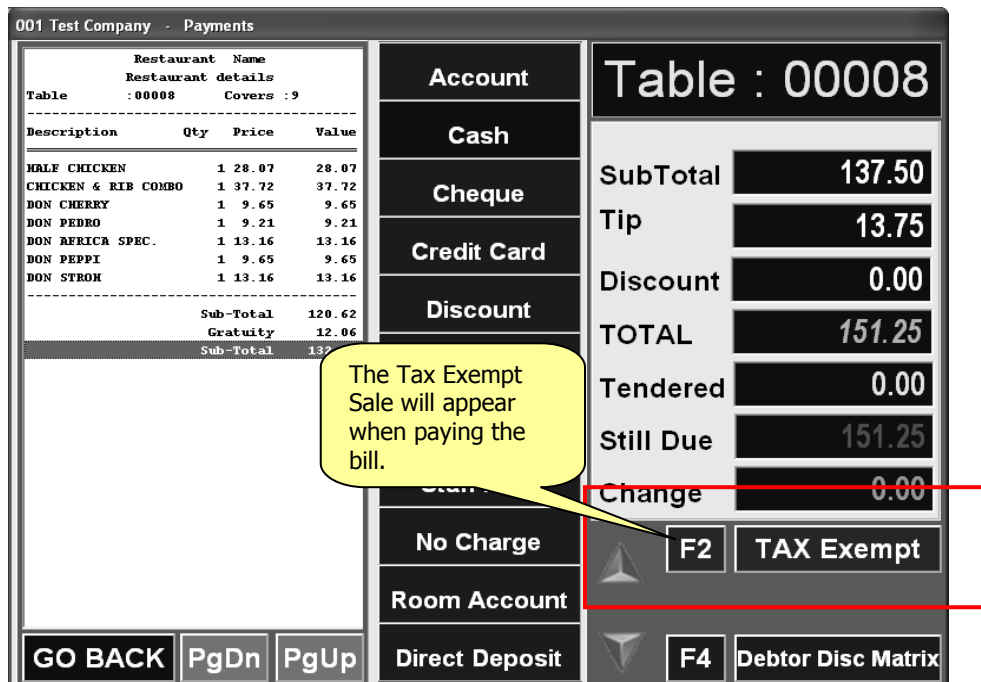 001 Test Company - Payments
Restaurant Name
Restaurant details
Table :00008 Covers :9
Description Qty Price Value
HALF CHICKEN 1 28.07 28.07
CHICKEN & RIB COMBO 1 37.72 37.72
DON CHERRY 1 9.65 9.65
DON PEDRO 1 9.21 9.21
DON AFRICA SPEC. 1 13.16 13.16
DON PEPPI 1 9.65 9.65
DON STROH 1 13.16 13.16
Sub-Total 120.62
Gratuity 12.06
Sub-Total
GO BACK
PgDn
PgUp
Account
Cash
Cheque
Credit Card
Discount
The Tax Exempt
Sale will appear
when paying the
bill.
No Charge
Room Account
Direct Deposit
Table : 00008
SubTotal 137.50
Tip 13.75
Discount 0.00
TOTAL 151.25
Tendered 0.00
Still Due 151.25
Change 0.00
F2 TAX Exempt
F4 Debtor Disc Matrix